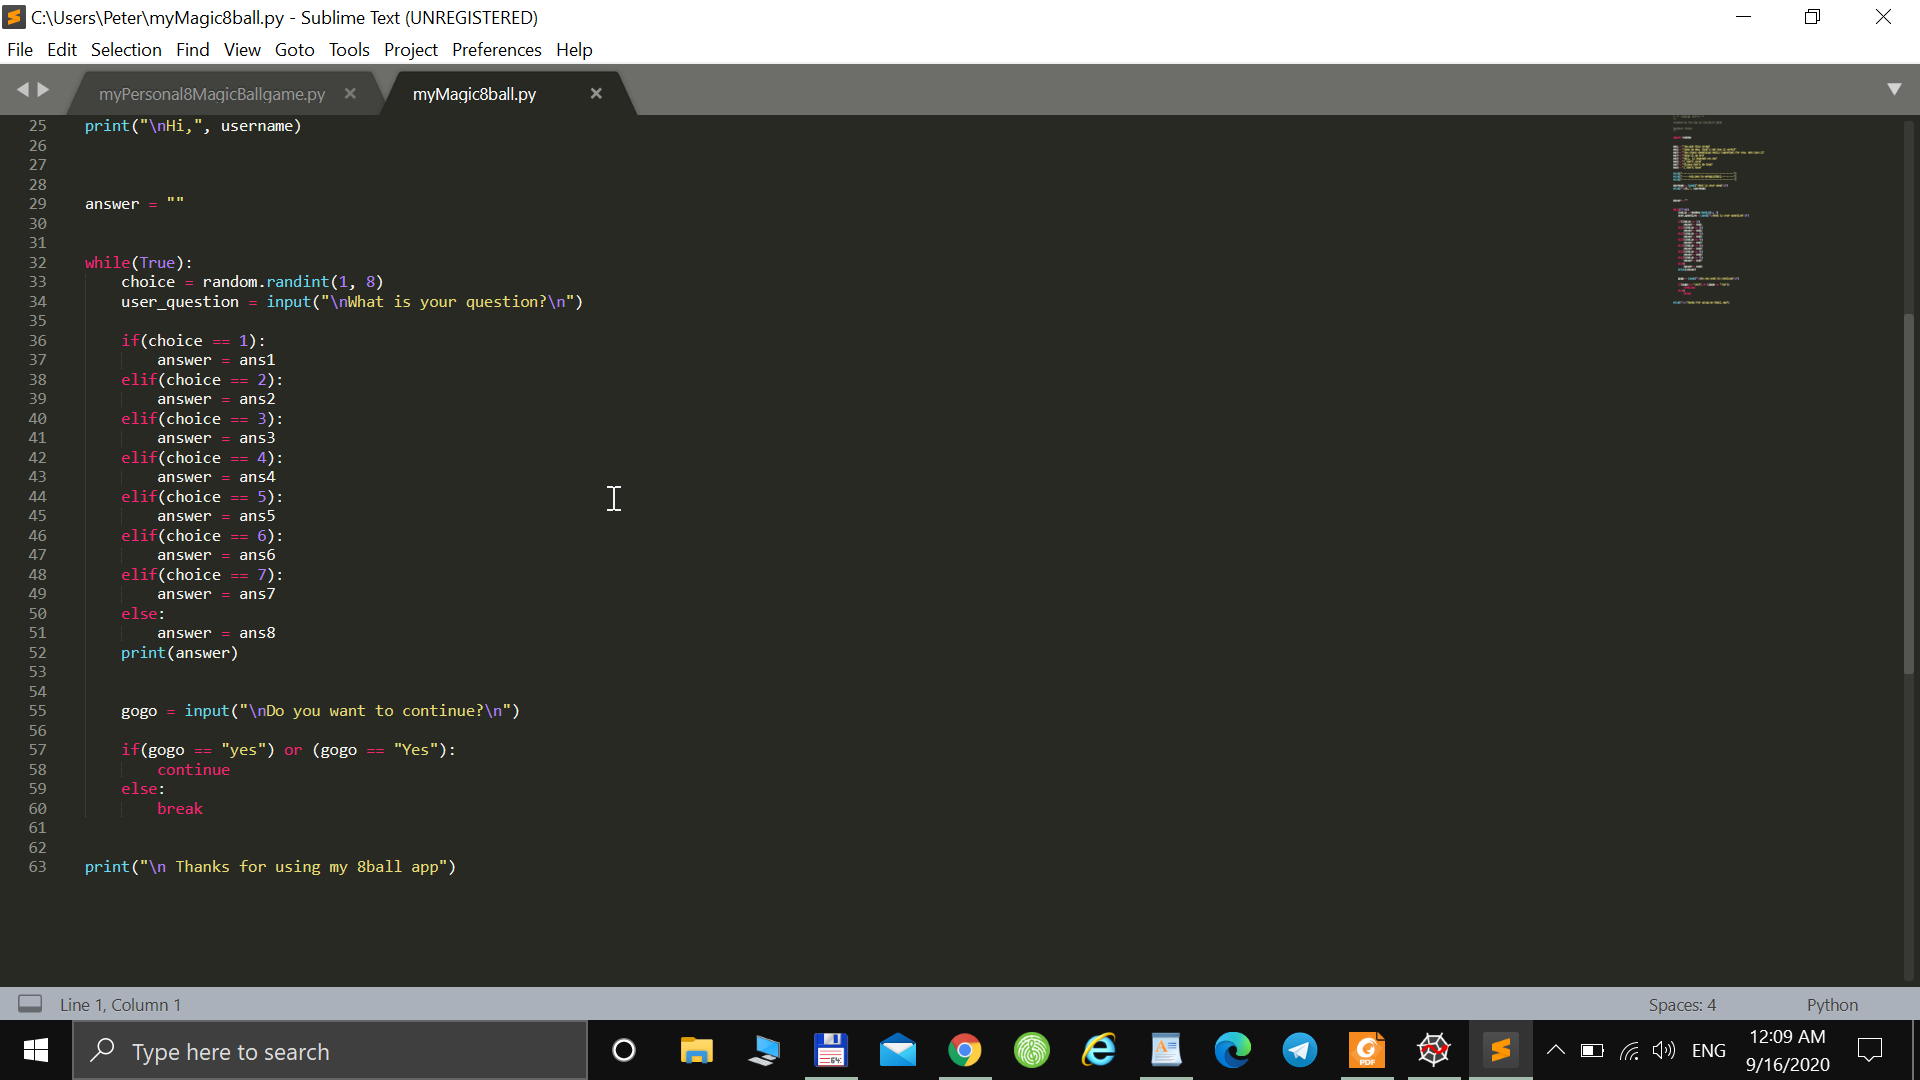 C:\Users\Peter\myMagic8ball.py - Sublime Text (UNREGISTERED)
File Edit Selection Find View Goto Tools Project Preferences Help
myPersonal8MagicBallgame.py × myMagic8ball.py ×
25 print("\nHi,", username)
26
27
28
29 answer = ""
30
31
32 while(True):
33     choice = random.randint(1, 8)
34     user_question = input("\nWhat is your question?\n")
35
36     if(choice == 1):
37         answer = ans1
38     elif(choice == 2):
39         answer = ans2
40     elif(choice == 3):
41         answer = ans3
42     elif(choice == 4):
43         answer = ans4
44     elif(choice == 5):
45         answer = ans5
46     elif(choice == 6):
47         answer = ans6
48     elif(choice == 7):
49         answer = ans7
50     else:
51         answer = ans8
52     print(answer)
53
54
55     gogo = input("\nDo you want to continue?\n")
56
57     if(gogo == "yes") or (gogo == "Yes"):
58         continue
59     else:
60         break
61
62
63 print("\n Thanks for using my 8ball app")
Line 1, Column 1 Spaces: 4 Python
Type here to search
64
PDF
ENG
12:09 AM
9/16/2020